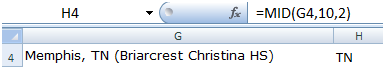 H4 fx =MID(G4,10,2)
G H
4 Memphis, TN (Briarcrest Christina HS) TN